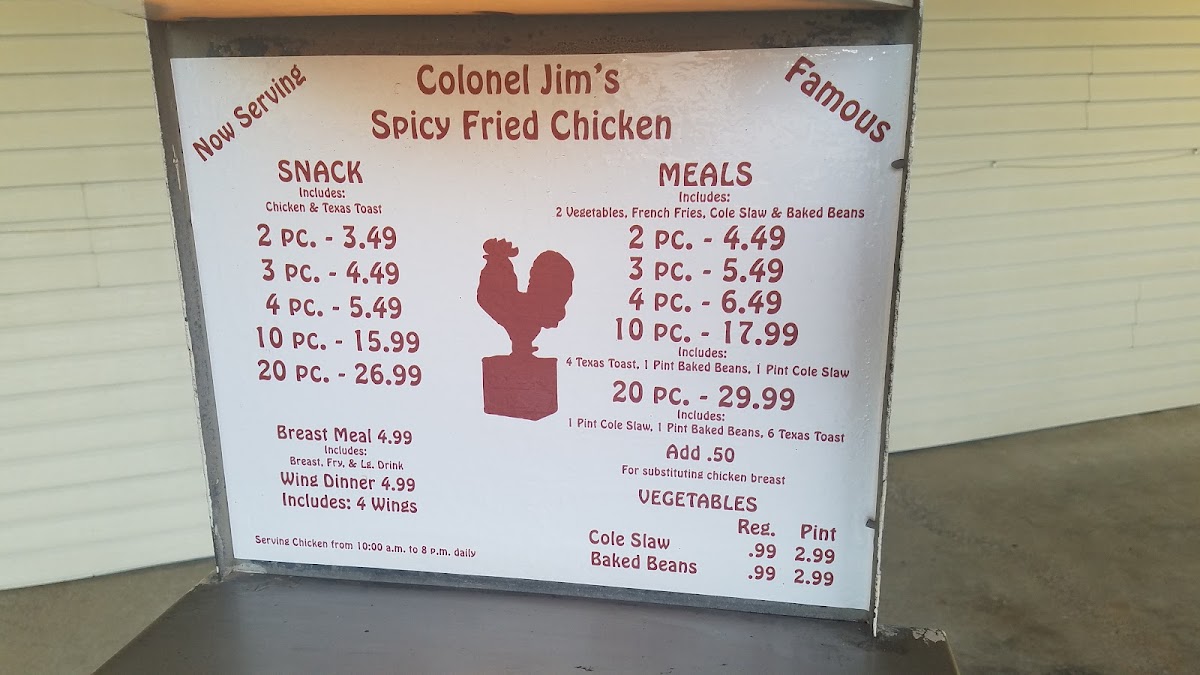 Now Serving
Colonel Jim's
Spicy Fried Chicken
Famous
SNACK
Includes:
Chicken & Texas Toast
2 PC. - 3.49
3 PC. - 4.49
4 PC. - 5.49
10 PC. - 15.99
20 PC. - 26.99
Breast Meal 4.99
Includes:
Breast, Fry, & Lg. Drink
Wing Dinner 4.99
Includes: 4 Wings
Serving Chicken from 10:00 a.m. to 8 p.m. daily
MEALS
Includes:
2 Vegetables, French Fries, Cole Slaw & Baked Beans
2 PC. - 4.49
3 PC. - 5.49
4 PC. - 6.49
10 PC. - 17.99
Includes:
4 Texas Toast, 1 Pint Baked Beans, 1 Pint Cole Slaw
20 PC. - 29.99
Includes:
1 Pint Cole Slaw, 1 Pint Baked Beans, 6 Texas Toast
Add .50
For substituting chicken breast
VEGETABLES
Reg. Pint
Cole Slaw .99 2.99
Baked Beans .99 2.99